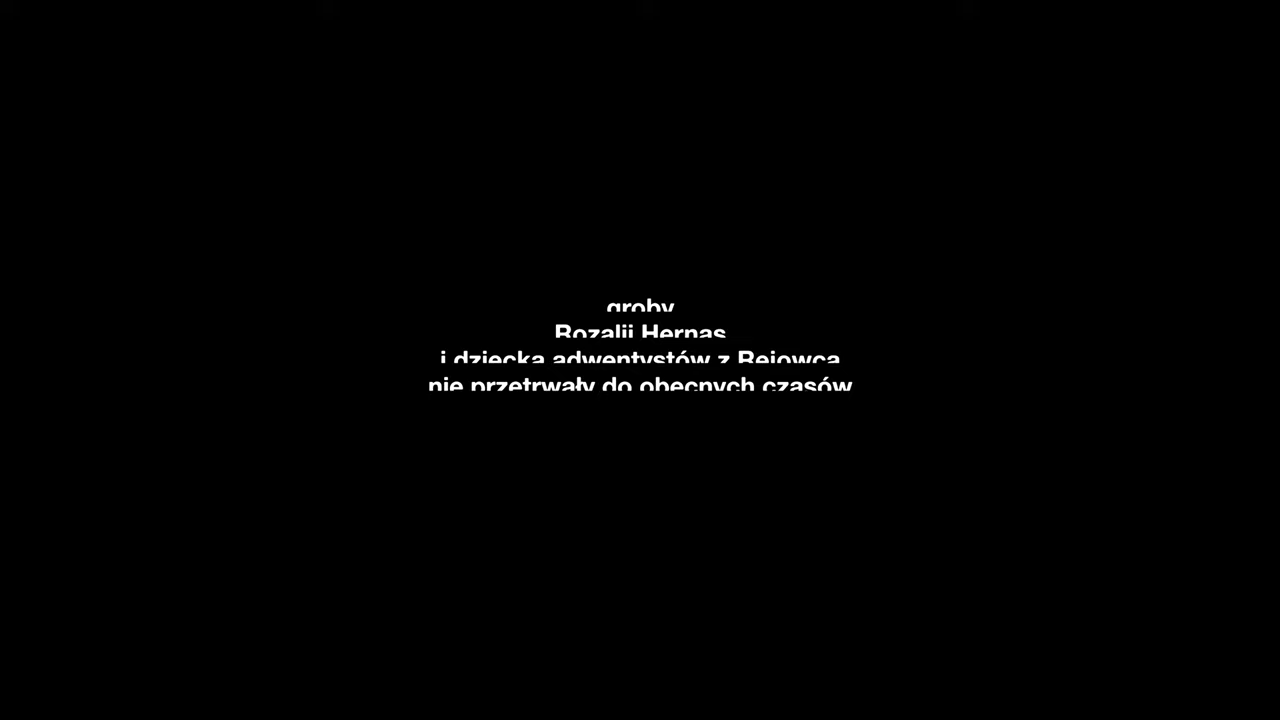 groby
Rozalii Hernas
i dziecka adwentystów z Rejowca
nie przetrwały do obecnych czasów